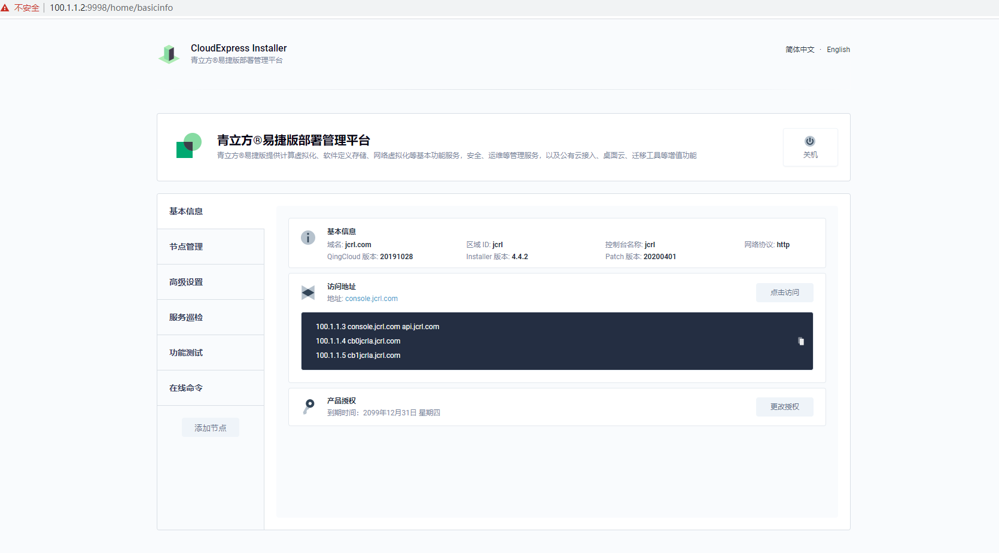 不安全 100.1.1.2:9998/home/basicinfo
CloudExpress Installer
青立方®易捷版部署管理平台
简体中文 · English
青立方®易捷版部署管理平台
青立方®易捷版提供计算虚拟化、软件定义存储、网络虚拟化等基本功能服务，安全、运维等管理服务，以及公有云接入、桌面云、迁移工具等增值功能
关机
基本信息
节点管理
高级设置
服务巡检
功能测试
在线命令
添加节点
基本信息
域名: jcrl.com 区域 ID: jcrl 控制台名称: jcrl 网络协议: http
QingCloud 版本: 20191028 Installer 版本: 4.4.2 Patch 版本: 20200401
访问地址
地址: console.jcrl.com
点击访问
100.1.1.3 console.jcrl.com api.jcrl.com
100.1.1.4 cb0jcrla.jcrl.com
100.1.1.5 cb1jcrla.jcrl.com
产品授权
到期时间：2099年12月31日 星期四
更改授权